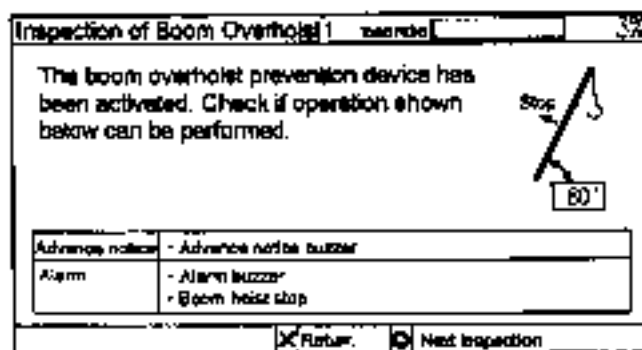 Inspection of Boom Overhoist 1
The boom overhoist prevention device has
been activated. Check if operation shown
below can be performed.
Stop
80°
Advance notice - Advance notice buzzer
Alarm - Alarm buzzer
- Boom hoist stop
X Return O Next inspection